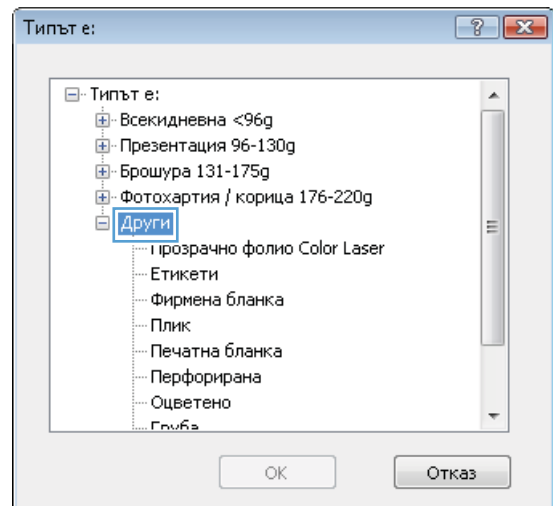 Типът е:
Типът е:
Всекидневна <96g
Презентация 96-130g
Брошура 131-175g
Фотохартия / корица 176-220g
Други
Прозрачно фолио Color Laser
Етикети
Фирмена бланка
Плик
Печатна бланка
Перфорирана
Оцветено
Груба
OK
Отказ